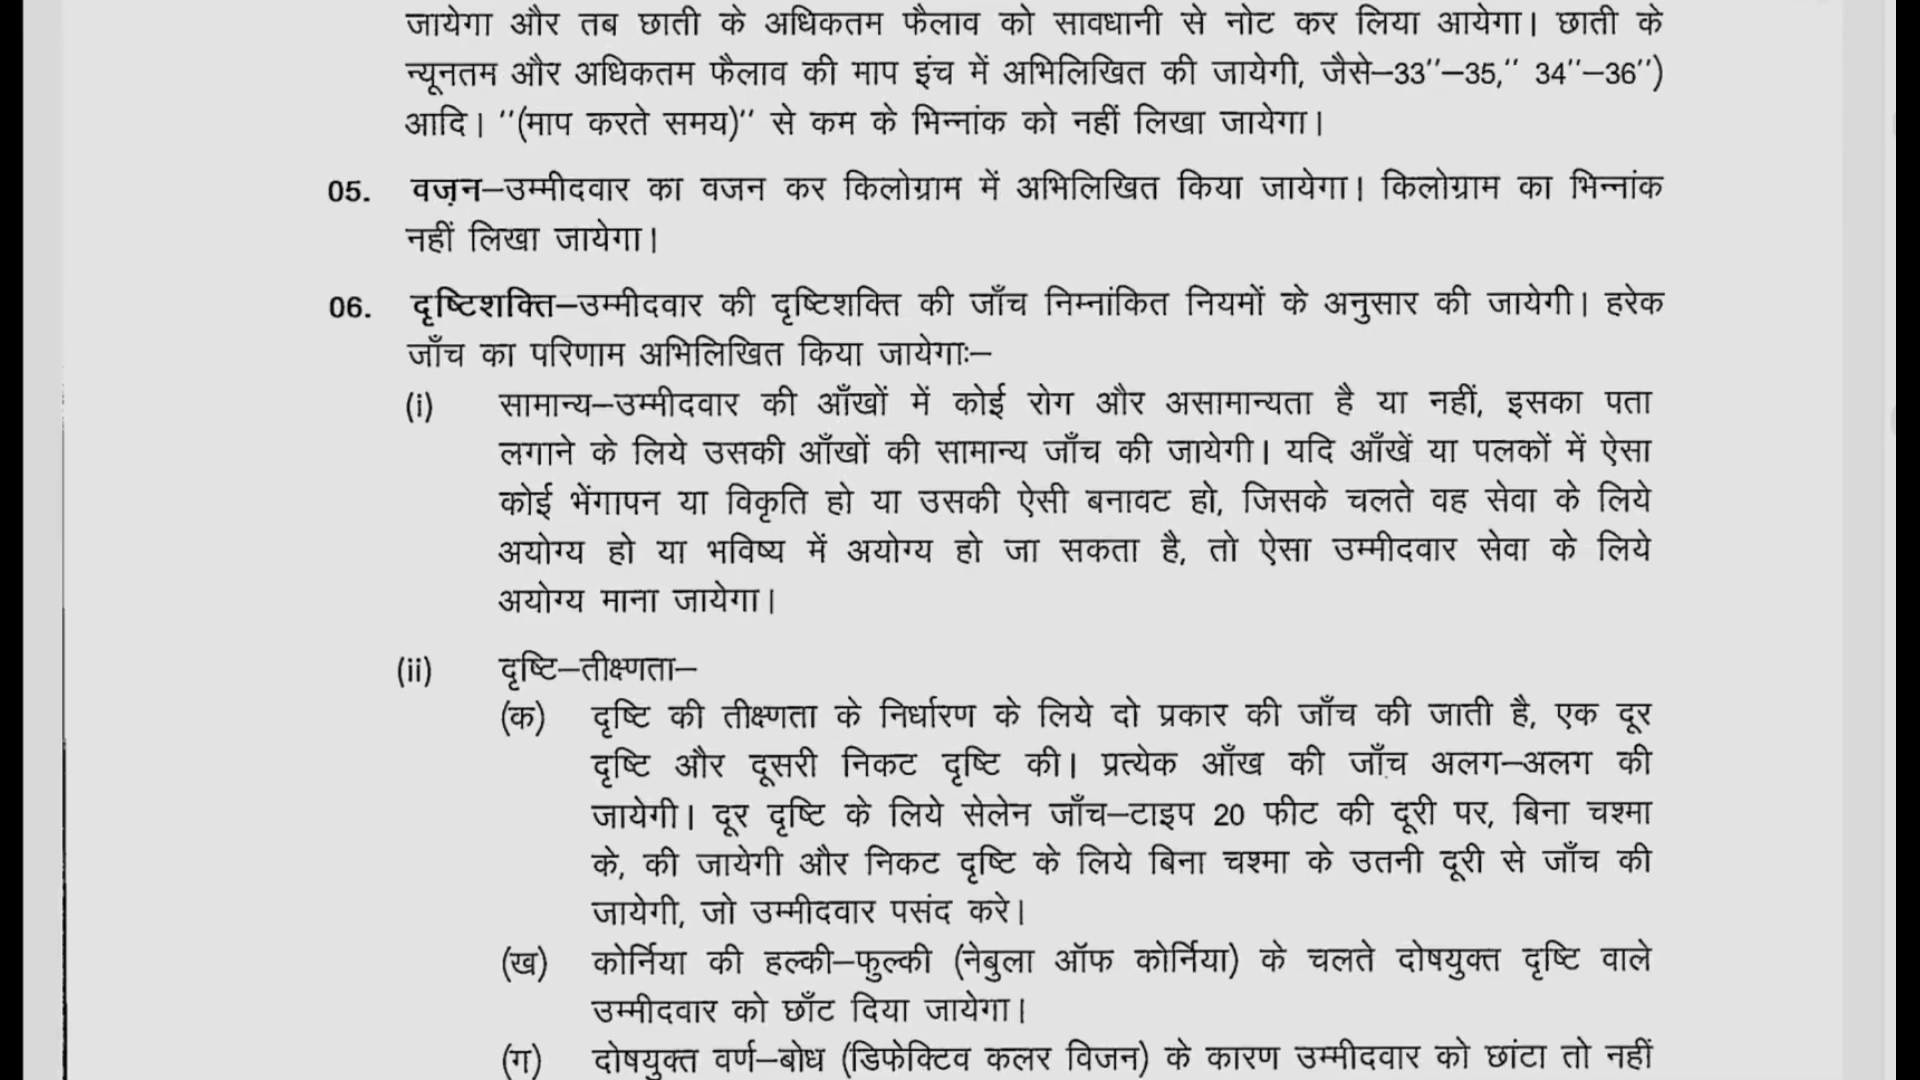 जायेगा और तब छाती के अधिकतम फैलाव को सावधानी से नोट कर लिया आयेगा। छाती के
न्यूनतम और अधिकतम फैलाव की माप इंच में अभिलिखित की जायेगी, जैसे–33''–35,'' 34''–36'')
आदि। ''(माप करते समय)'' से कम के भिन्नांक को नहीं लिखा जायेगा।
05. वज़न–उम्मीदवार का वजन कर किलोग्राम में अभिलिखित किया जायेगा। किलोग्राम का भिन्नांक
नहीं लिखा जायेगा।
06. दृष्टिशक्ति–उम्मीदवार की दृष्टिशक्ति की जाँच निम्नांकित नियमों के अनुसार की जायेगी। हरेक
जाँच का परिणाम अभिलिखित किया जायेगाः–
(i) सामान्य–उम्मीदवार की आँखों में कोई रोग और असामान्यता है या नहीं, इसका पता
लगाने के लिये उसकी आँखों की सामान्य जाँच की जायेगी। यदि आँखें या पलकों में ऐसा
कोई भेंगापन या विकृति हो या उसकी ऐसी बनावट हो, जिसके चलते वह सेवा के लिये
अयोग्य हो या भविष्य में अयोग्य हो जा सकता है, तो ऐसा उम्मीदवार सेवा के लिये
अयोग्य माना जायेगा।
(ii) दृष्टि–तीक्ष्णता–
(क) दृष्टि की तीक्ष्णता के निर्धारण के लिये दो प्रकार की जाँच की जाती है, एक दूर
दृष्टि और दूसरी निकट दृष्टि की। प्रत्येक आँख की जाँच अलग–अलग की
जायेगी। दूर दृष्टि के लिये सेलेन जाँच–टाइप 20 फीट की दूरी पर, बिना चश्मा
के, की जायेगी और निकट दृष्टि के लिये बिना चश्मा के उतनी दूरी से जाँच की
जायेगी, जो उम्मीदवार पसंद करे।
(ख) कोर्निया की हल्की–फुल्की (नेबुला ऑफ कोर्निया) के चलते दोषयुक्त दृष्टि वाले
उम्मीदवार को छाँट दिया जायेगा।
(ग) दोषयुक्त वर्ण–बोध (डिफेक्टिव कलर विजन) के कारण उम्मीदवार को छांटा तो नहीं